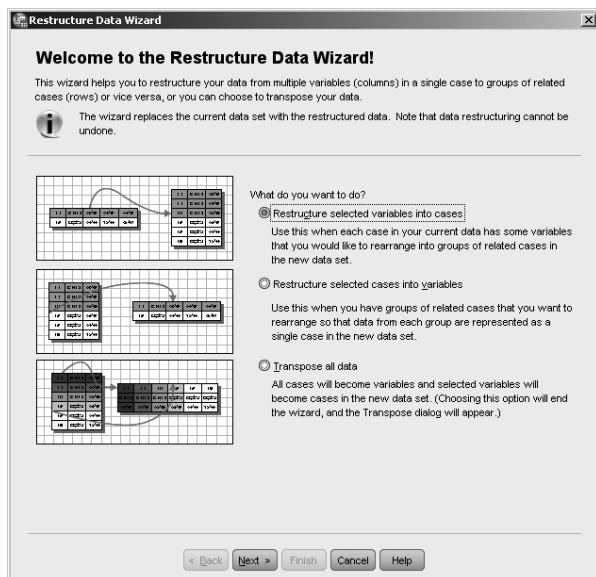 Restructure Data Wizard
Welcome to the Restructure Data Wizard!
This wizard helps you to restructure your data from multiple variables (columns) in a single case to groups of related
cases (rows) or vice versa, or you can choose to transpose your data.
The wizard replaces the current data set with the restructured data. Note that data restructuring cannot be
undone.
What do you want to do?
Restructure selected variables into cases
Use this when each case in your current data has some variables
that you would like to rearrange into groups of related cases in
the new data set.
Restructure selected cases into variables
Use this when you have groups of related cases that you want to
rearrange so that data from each group are represented as a
single case in the new data set.
Transpose all data
All cases will become variables and selected variables will
become cases in the new data set. (Choosing this option will end
the wizard, and the Transpose dialog will appear.)
< Back Next > Finish Cancel Help